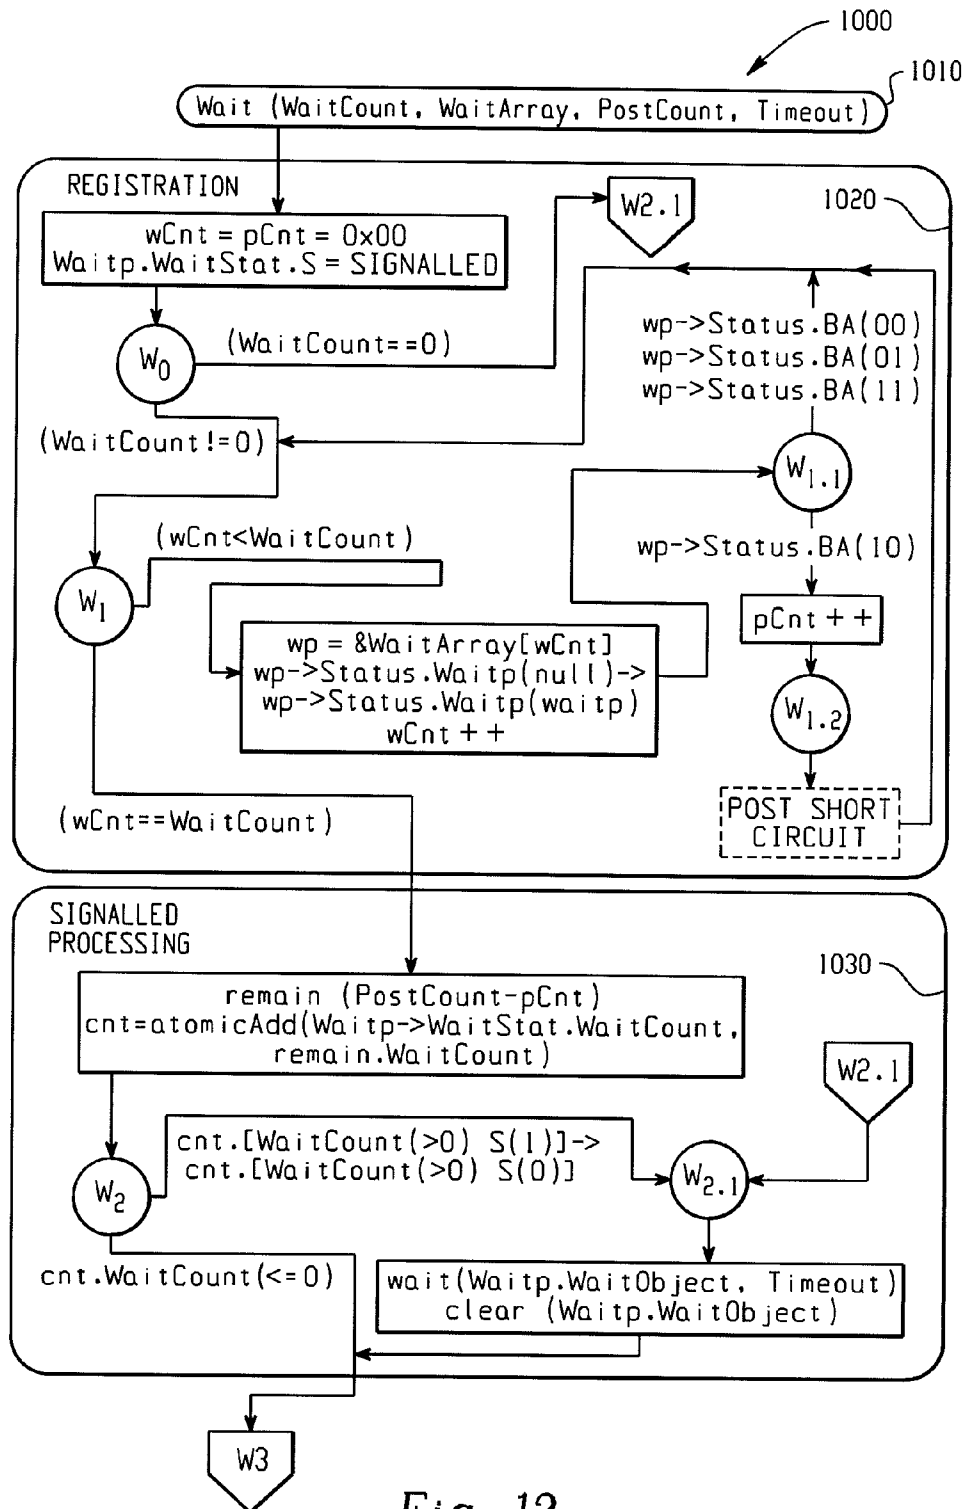 1000
1010
Wait (WaitCount, WaitArray, PostCount, Timeout)
REGISTRATION
1020
W2.1
wCnt = pCnt = 0x00
Waitp.WaitStat.S = SIGNALLED
W0
(WaitCount==0)
wp->Status.BA(00)
wp->Status.BA(01)
wp->Status.BA(11)
(WaitCount!=0)
W1.1
(wCnt<WaitCount)
wp->Status.BA(10)
W1
pCnt ++
wp = &WaitArray[wCnt]
wp->Status.Waitp(null)->
wp->Status.Waitp(waitp)
wCnt ++
W1.2
(wCnt==WaitCount)
POST SHORT
CIRCUIT
SIGNALLED
PROCESSING
1030
remain (PostCount-pCnt)
cnt=atomicAdd(Waitp->WaitStat.WaitCount,
remain.WaitCount)
W2.1
cnt.[WaitCount(>0) S(1)]->
cnt.[WaitCount(>0) S(0)]
W2
W2.1
cnt.WaitCount(<=0)
wait(Waitp.WaitObject, Timeout)
clear (Waitp.WaitObject)
W3
Fig. 12